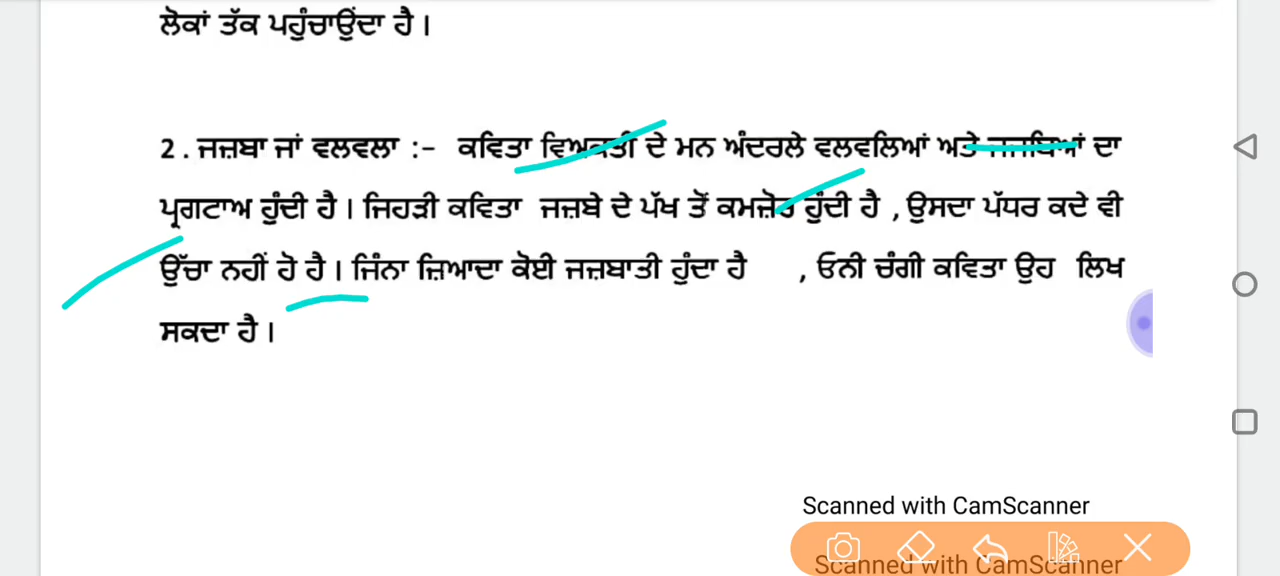 ਲੋਕਾਂ ਤੱਕ ਪਹੁੰਚਾਉਂਦਾ ਹੈ ।
2 . ਜਜ਼ਬਾ ਜਾਂ ਵਲਵਲਾ :- ਕਵਿਤਾ ਵਿਅਕਤੀ ਦੇ ਮਨ ਅੰਦਰਲੇ ਵਲਵਲਿਆਂ ਅਤੇ ਜਜ਼ਬਿਆਂ ਦਾ
ਪ੍ਰਗਟਾਅ ਹੁੰਦੀ ਹੈ । ਜਿਹੜੀ ਕਵਿਤਾ ਜਜ਼ਬੇ ਦੇ ਪੱਖ ਤੋਂ ਕਮਜ਼ੋਰ ਹੁੰਦੀ ਹੈ , ਉਸਦਾ ਪੱਧਰ ਕਦੇ ਵੀ
ਉੱਚਾ ਨਹੀਂ ਹੋ ਹੈ । ਜਿੰਨਾ ਜ਼ਿਆਦਾ ਕੋਈ ਜਜ਼ਬਾਤੀ ਹੁੰਦਾ ਹੈ , ਓਨੀ ਚੰਗੀ ਕਵਿਤਾ ਉਹ ਲਿਖ
ਸਕਦਾ ਹੈ ।
Scanned with CamScanner
Scanned with CamScanner